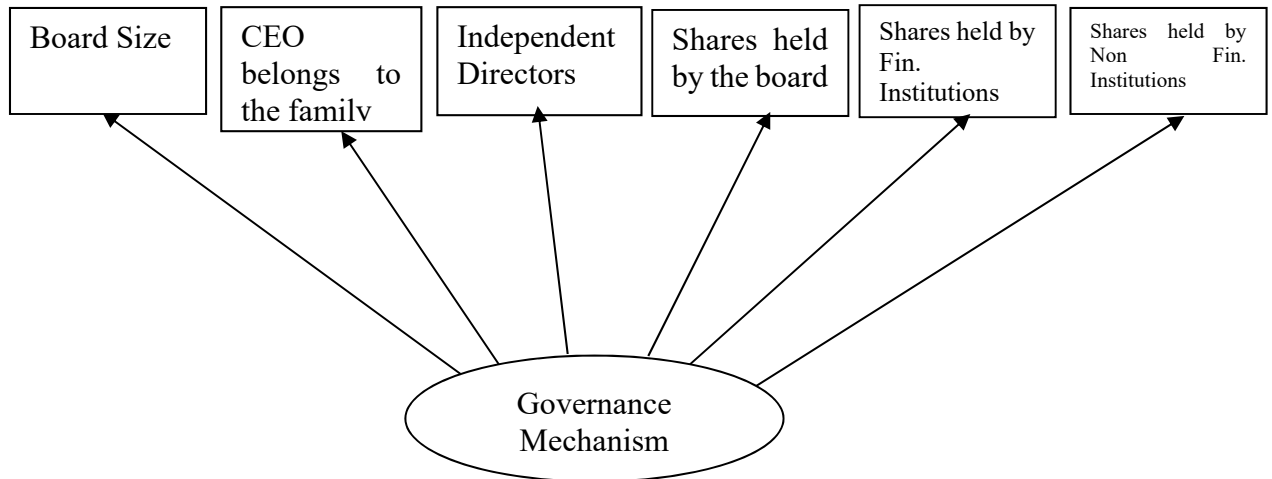 Board Size
CEO
belongs to
the family
Independent
Directors
Shares held
by the board
Shares held by
Fin.
Institutions
Shares held by
Non Fin.
Institutions
Governance
Mechanism